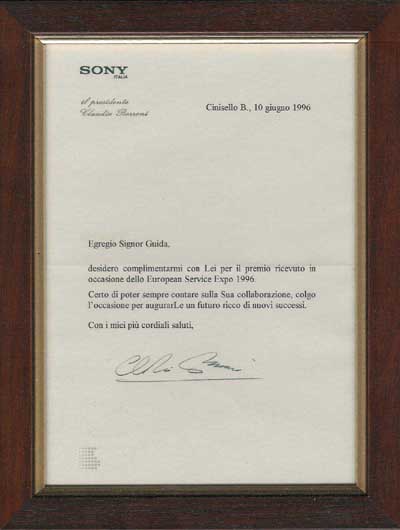 SONY
ITALIA
il presidente
Claudio
Cinisello B., 10 giugno 1996
Egregio Signor Guida,
desidero complimentarmi con Lei per il premio ricevuto in
occasione dello European Service Expo 1996.
Certo di poter sempre contare sulla Sua collaborazione, colgo
l'occasione per augurarLe un futuro ricco di nuovi successi.
Con i miei più cordiali saluti,